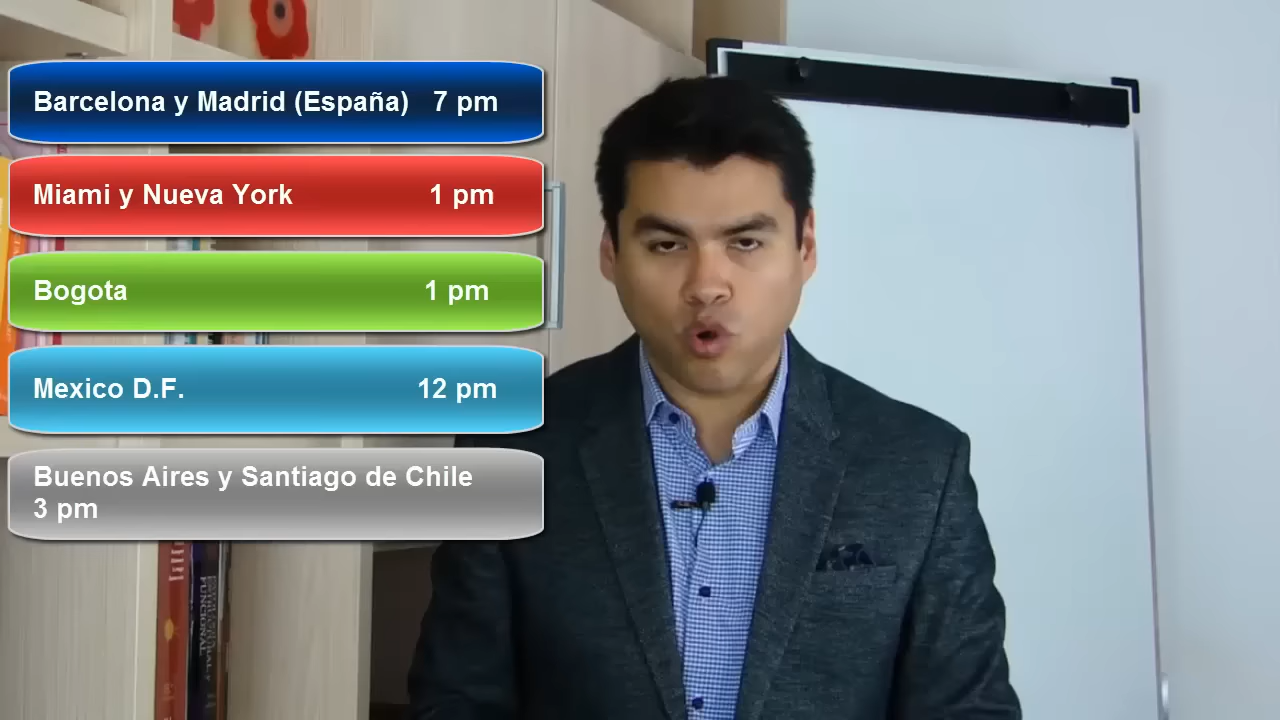 Barcelona y Madrid (España) 7 pm
Miami y Nueva York 1 pm
Bogota 1 pm
Mexico D.F. 12 pm
Buenos Aires y Santiago de Chile
3 pm
FUNCIONAL